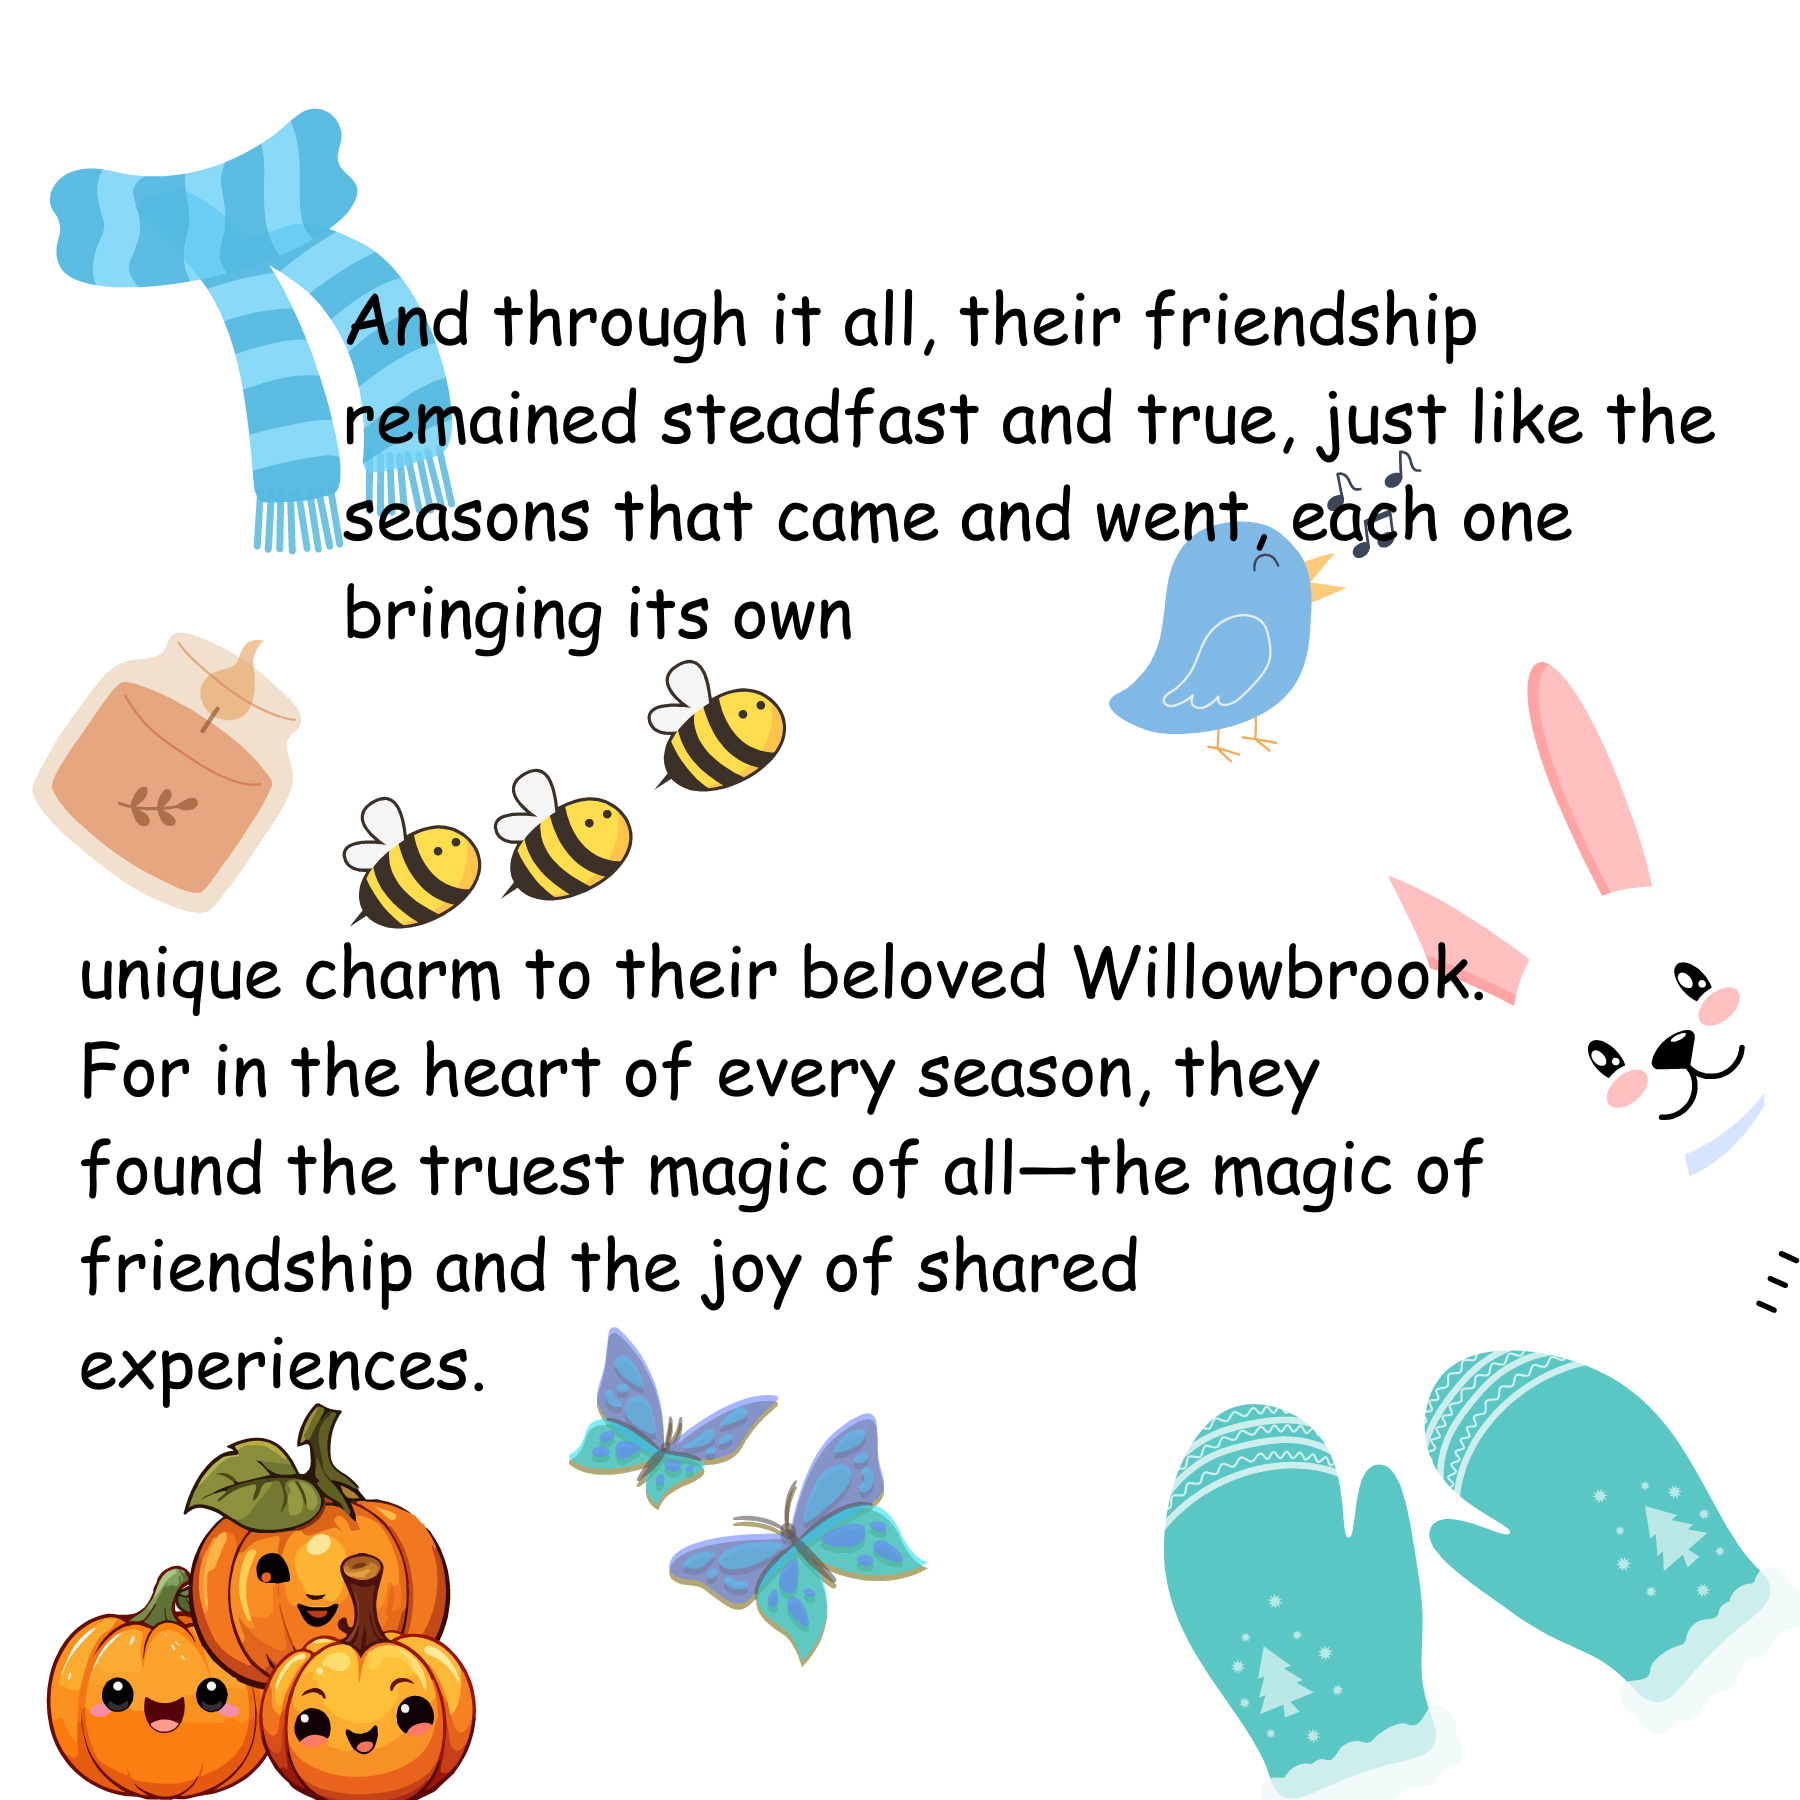 And through it all, their friendship
remained steadfast and true, just like the
seasons that came and went, each one
bringing its own
unique charm to their beloved Willowbrook.
For in the heart of every season, they
found the truest magic of all—the magic of
friendship and the joy of shared
experiences.